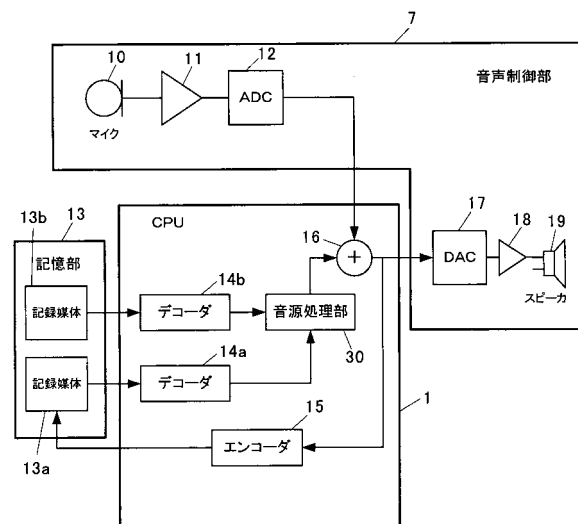 7
10
11
12
ADC
音声制御部
マイク
13
13b
CPU
16
+
17
18
19
DAC
スピーカ
記憶部
14b
記録媒体
デコーダ
音源処理部
14a
30
記録媒体
デコーダ
15
1
エンコーダ
13a